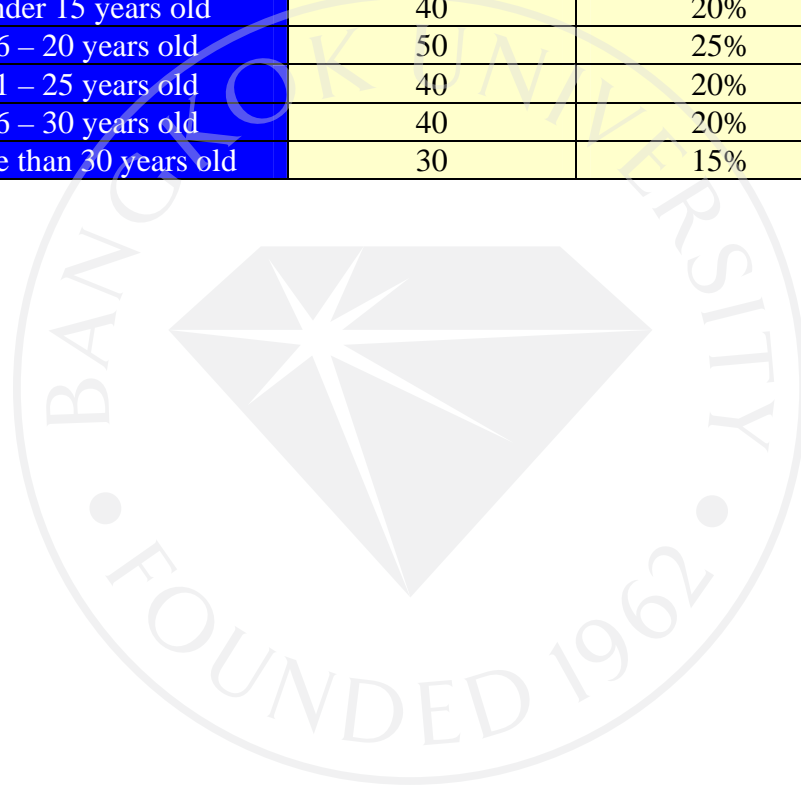 nder 15 years old 40 20%
6 – 20 years old 50 25%
1 – 25 years old 40 20%
6 – 30 years old 40 20%
e than 30 years old 30 15%
BANGKOK UNIVERSITY
FOUNDED 1962